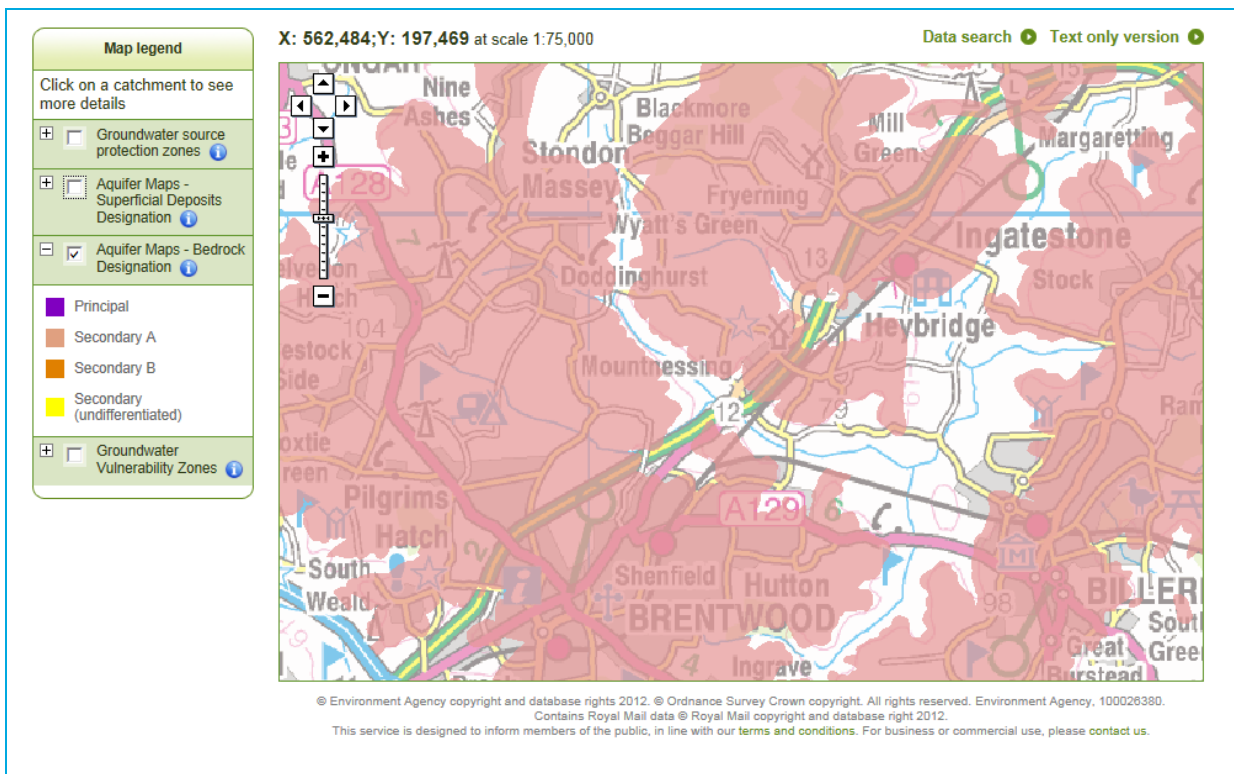 Map legend
Click on a catchment to see
more details
Groundwater source
protection zones
Aquifer Maps -
Superficial Deposits
Designation
Aquifer Maps - Bedrock
Designation
Principal
Secondary A
Secondary B
Secondary
(undifferentiated)
Groundwater
Vulnerability Zones
X: 562,484;Y: 197,469 at scale 1:75,000
Data search
Text only version
Nine
Ashes
Blackmore
Beggar Hill
Mill
Green
Margaretting
Stondon
Massey
A128
Fryerning
Wyatt's Green
Ingatestone
Doddinghurst
13
Stock
Hatch
104
Heybridge
Side
Mountnessing
12
79
Pilgrims
Hatch
A129
6
South
Weald
2
Shenfield
Hutton
BRENTWOOD
98
4
Ingrave
Great
Burstead
© Environment Agency copyright and database rights 2012. © Ordnance Survey Crown copyright. All rights reserved. Environment Agency, 100026380.
Contains Royal Mail data © Royal Mail copyright and database right 2012.
This service is designed to inform members of the public, in line with our terms and conditions. For business or commercial use, please contact us.